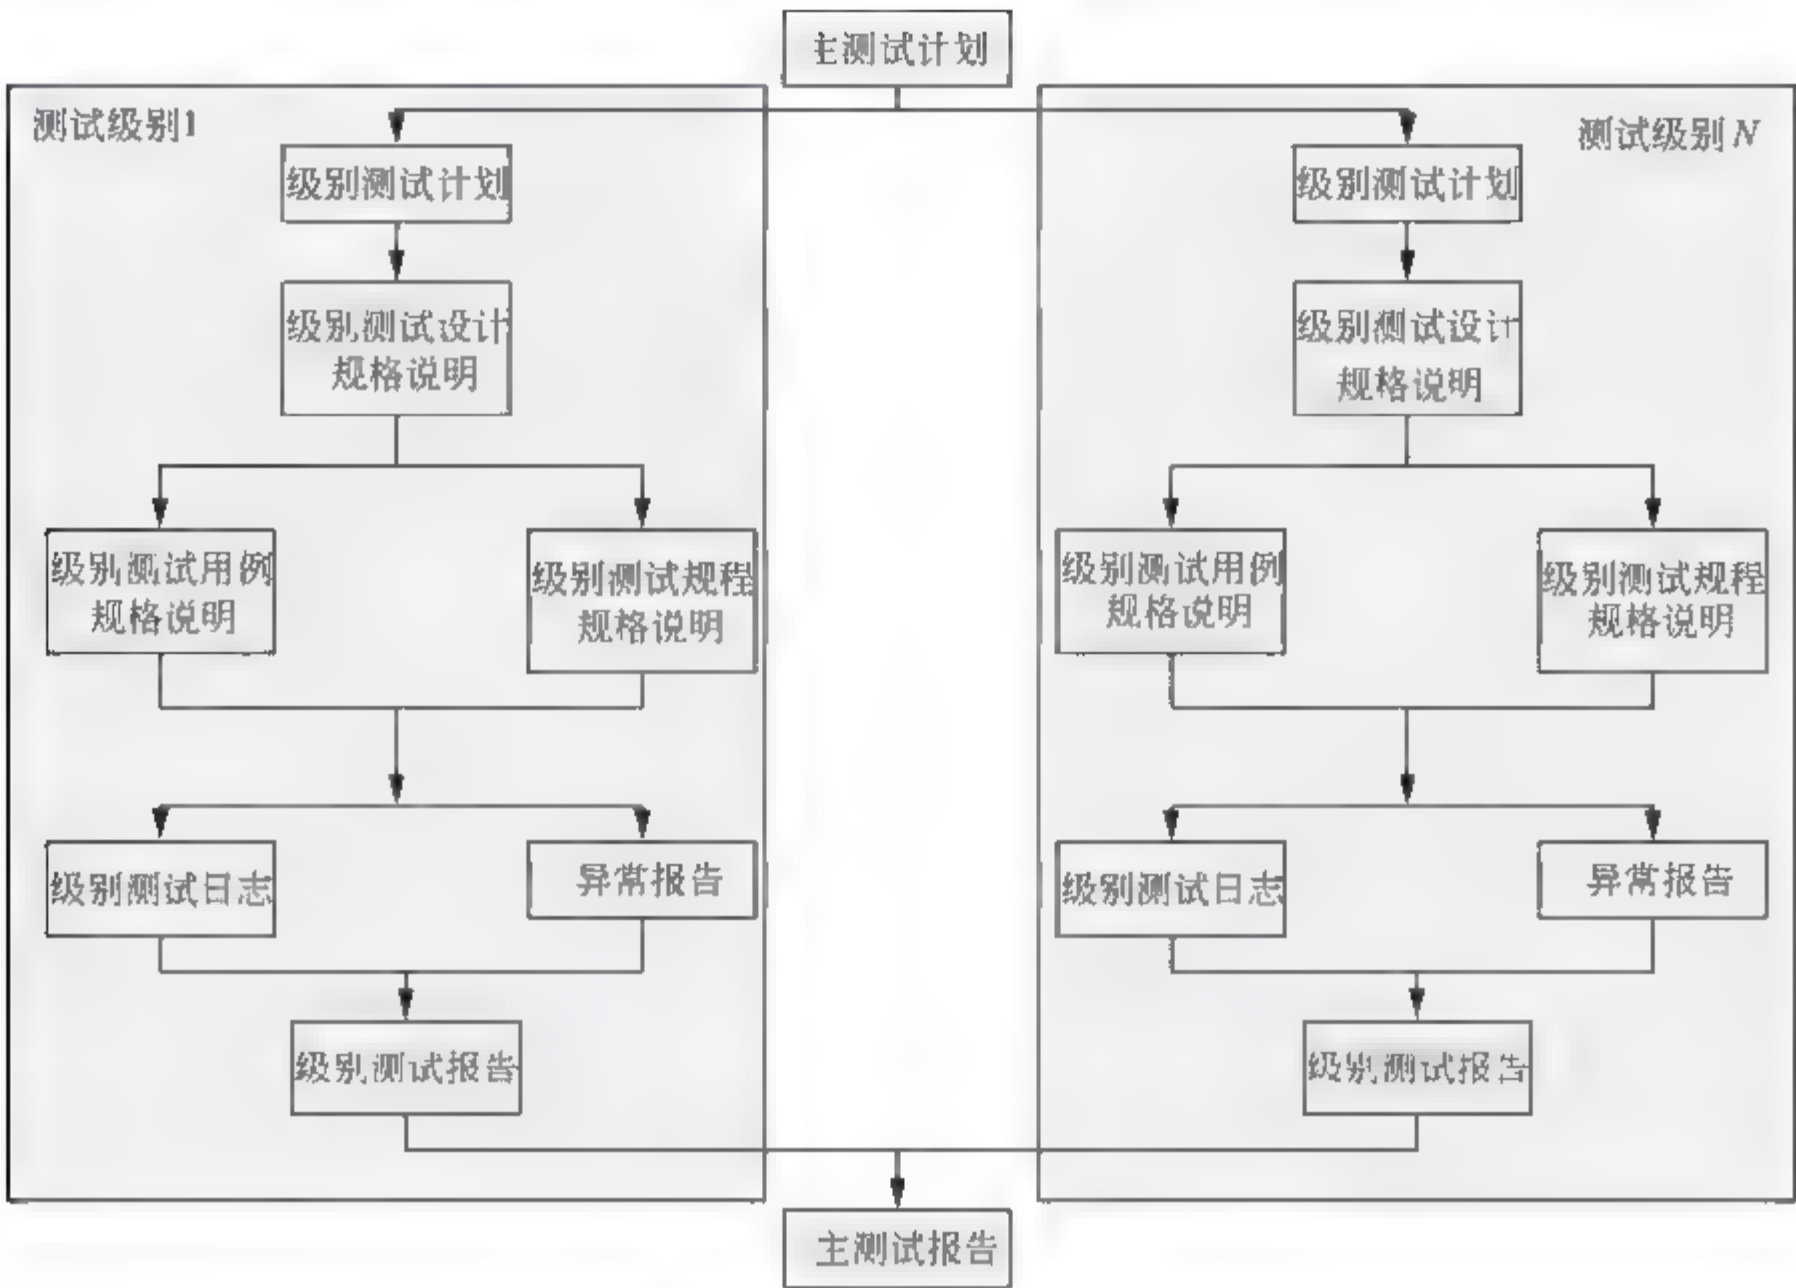 主测试计划
测试级别1
级别测试计划
级别测试设计
规格说明
级别测试用例
规格说明
级别测试规程
规格说明
级别测试日志
异常报告
级别测试报告
测试级别N
级别测试计划
级别测试设计
规格说明
级别测试用例
规格说明
级别测试规程
规格说明
级别测试日志
异常报告
级别测试报告
主测试报告